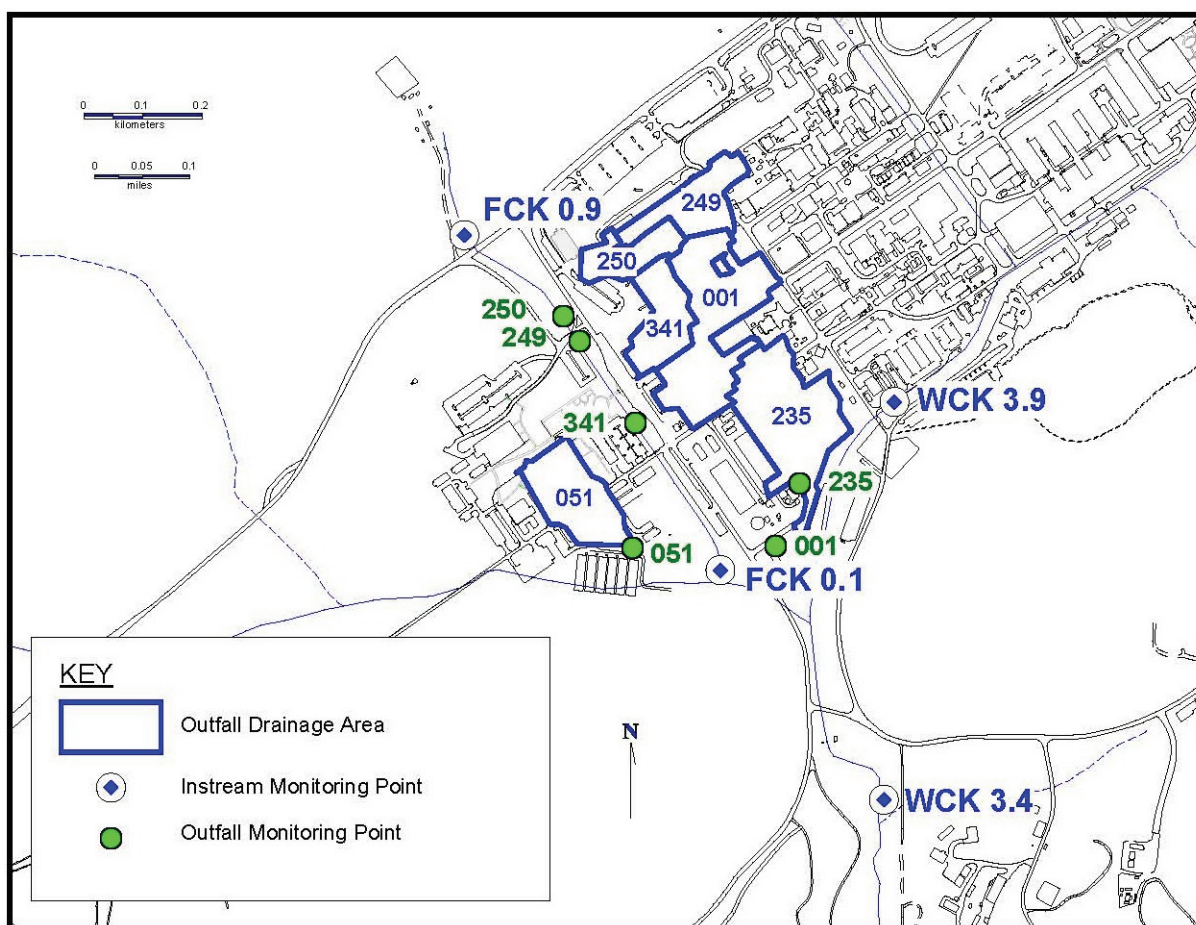 0 0.1 0.2
kilometers
0 0.05 0.1
miles
FCK 0.9
249
250
001
341
250
249
WCK 3.9
341
235
051
235
051
001
FCK 0.1
KEY
Outfall Drainage Area
Instream Monitoring Point
Outfall Monitoring Point
N
WCK 3.4